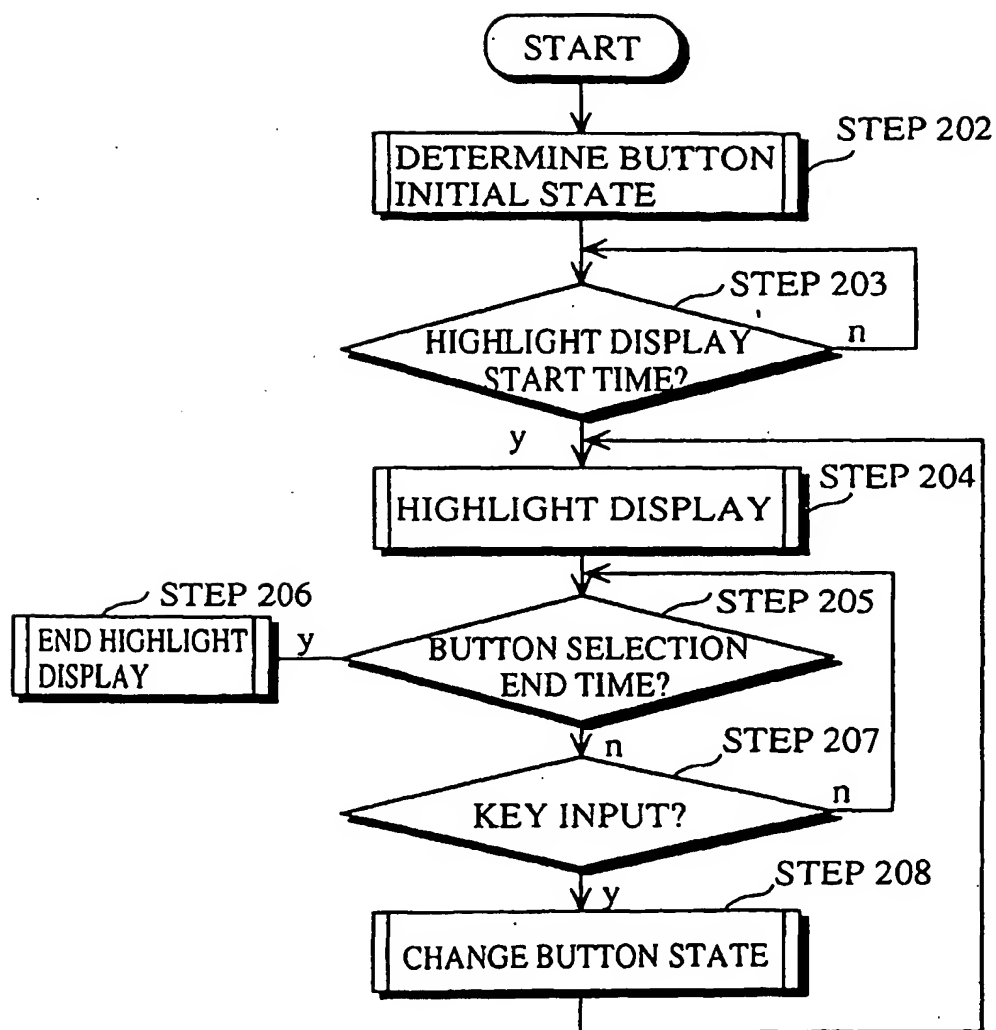 START
STEP 202
DETERMINE BUTTON
INITIAL STATE
STEP 203
HIGHLIGHT DISPLAY
START TIME?
n
y
STEP 204
HIGHLIGHT DISPLAY
STEP 206
STEP 205
END HIGHLIGHT
DISPLAY
y
BUTTON SELECTION
END TIME?
n
STEP 207
KEY INPUT?
n
y
STEP 208
CHANGE BUTTON STATE